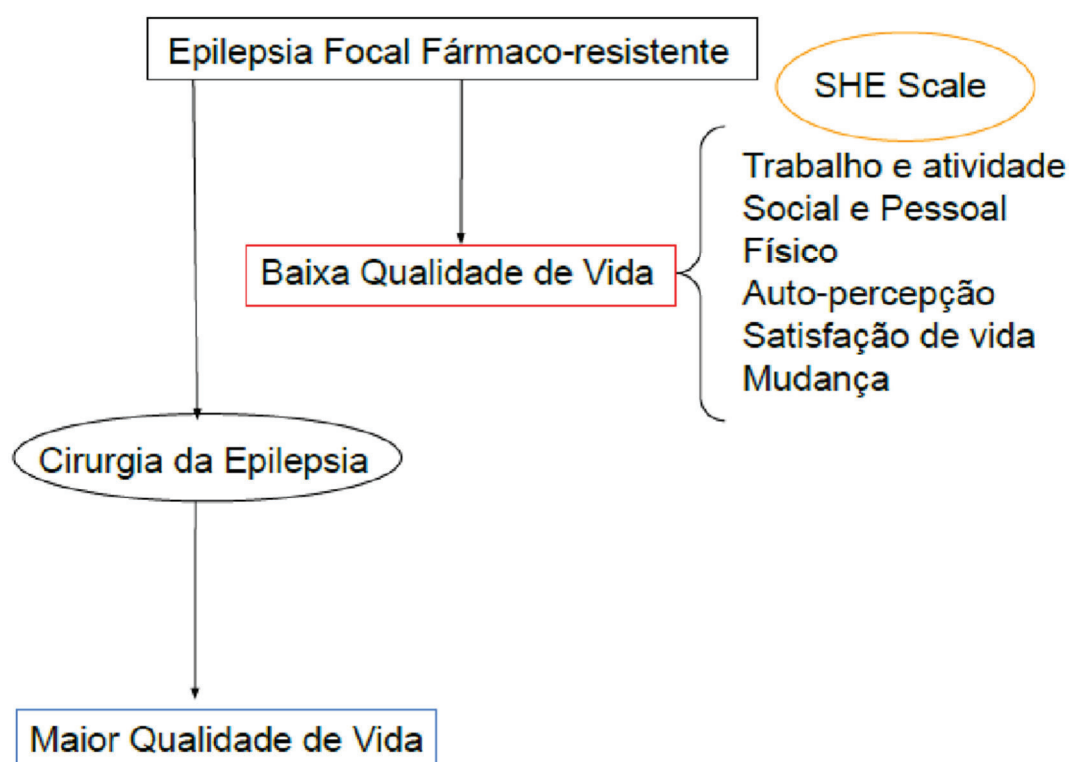 Epilepsia Focal Fármaco-resistente
SHE Scale
Trabalho e atividade
Social e Pessoal
Físico
Auto-percepção
Satisfação de vida
Mudança
Baixa Qualidade de Vida
Cirurgia da Epilepsia
Maior Qualidade de Vida